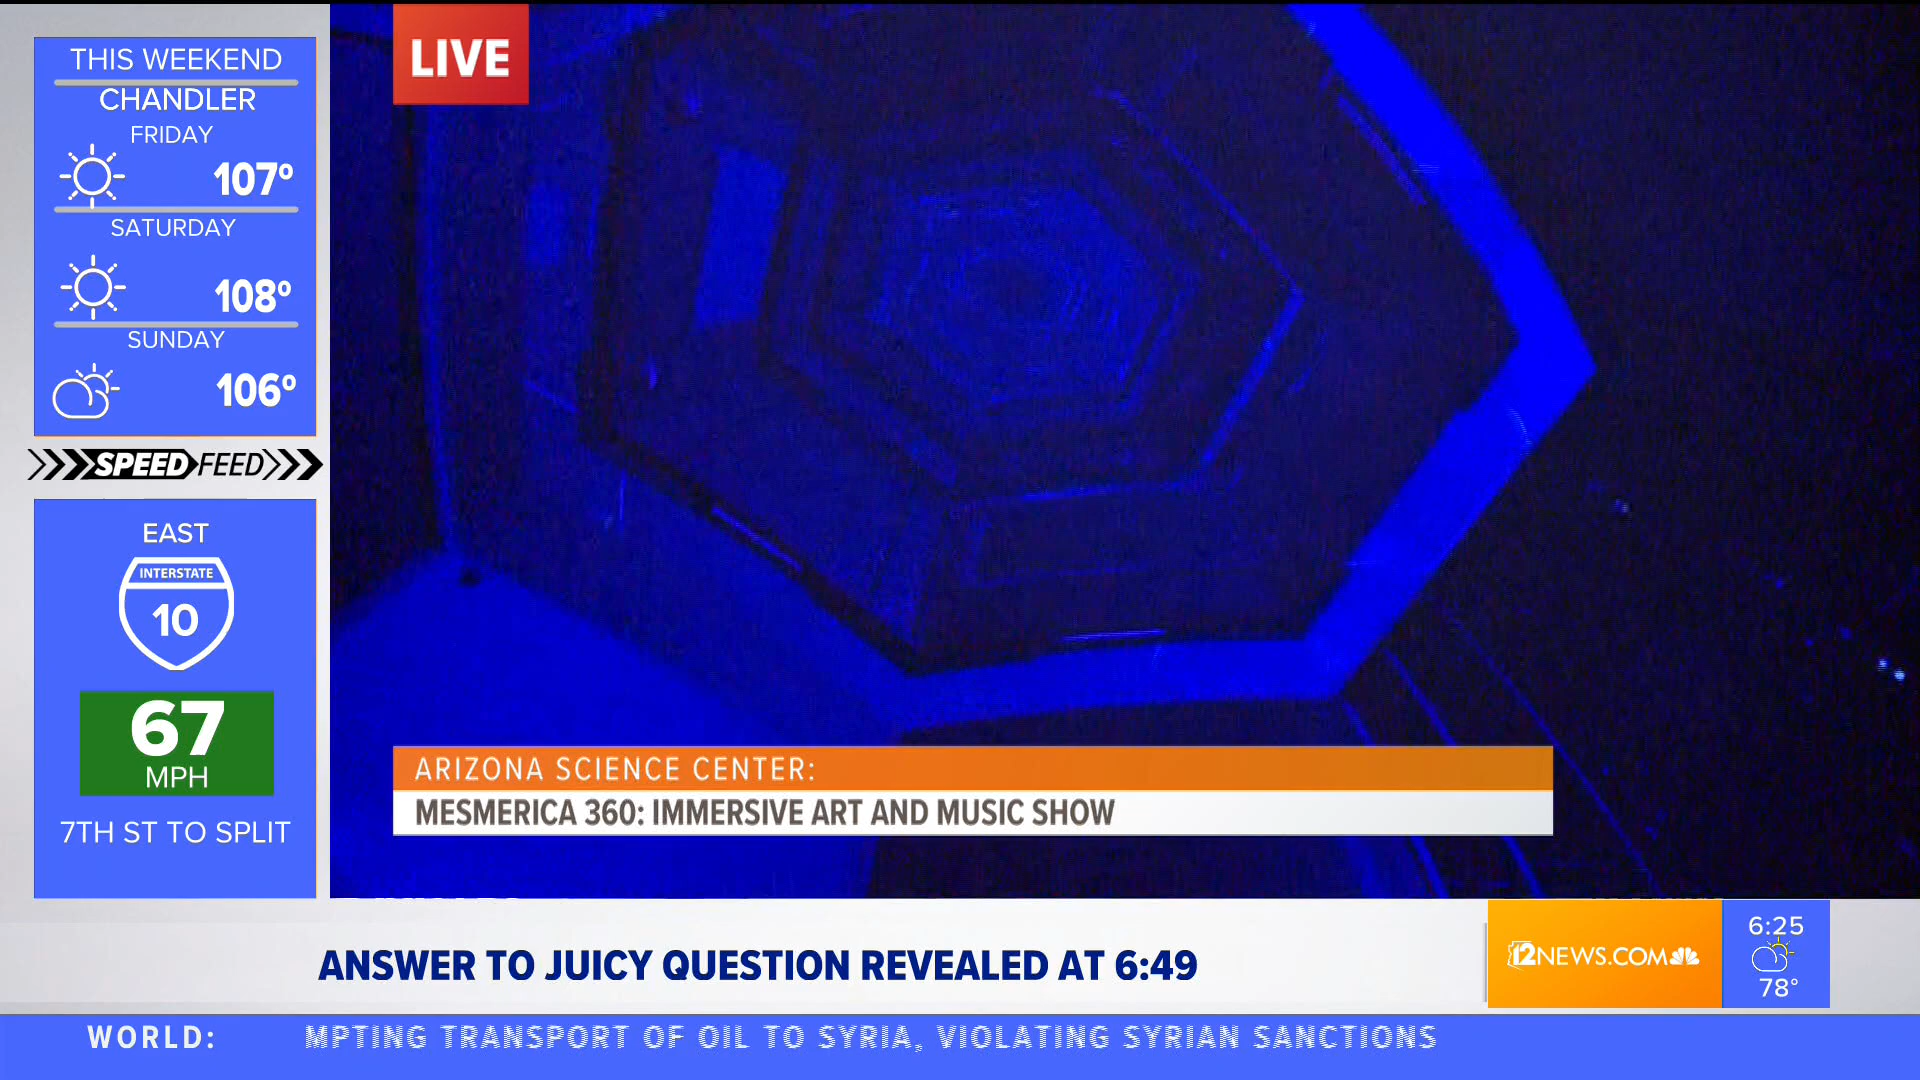 THIS WEEKEND
CHANDLER
FRIDAY
107°
SATURDAY
108°
SUNDAY
106°
SPEEDFEED
EAST
INTERSTATE
10
67
MPH
7TH ST TO SPLIT
LIVE
ARIZONA SCIENCE CENTER:
MESMERICA 360: IMMERSIVE ART AND MUSIC SHOW
ANSWER TO JUICY QUESTION REVEALED AT 6:49
12NEWS.COM
6:25
78°
WORLD: MPTING TRANSPORT OF OIL TO SYRIA, VIOLATING SYRIAN SANCTIONS